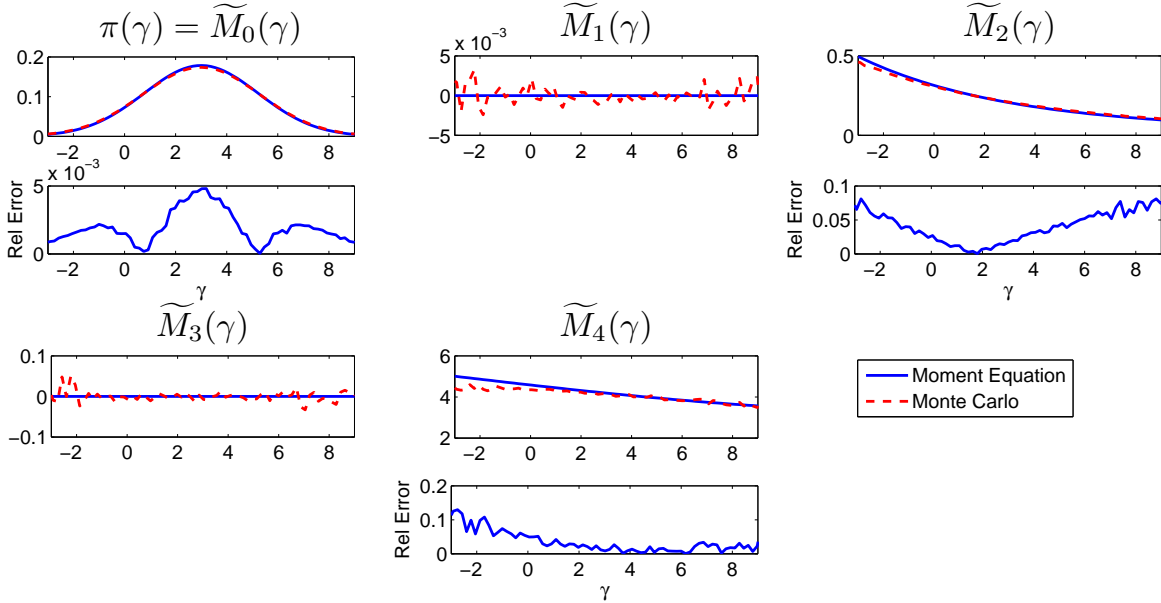 π(γ) = M̃₀(γ)
0.2
0.1
0
−2 0 2 4 6 8
x 10⁻³
5
0
Rel Error
−2 0 2 4 6 8
γ
M̃₁(γ)
x 10⁻³
5
0
−5
−2 0 2 4 6 8
M̃₂(γ)
0.5
0
−2 0 2 4 6 8
0.1
0.05
0
Rel Error
−2 0 2 4 6 8
γ
M̃₃(γ)
0.1
0
−0.1
−2 0 2 4 6 8
M̃₄(γ)
6
4
2
−2 0 2 4 6 8
0.2
0.1
0
Rel Error
−2 0 2 4 6 8
γ
Moment Equation
Monte Carlo